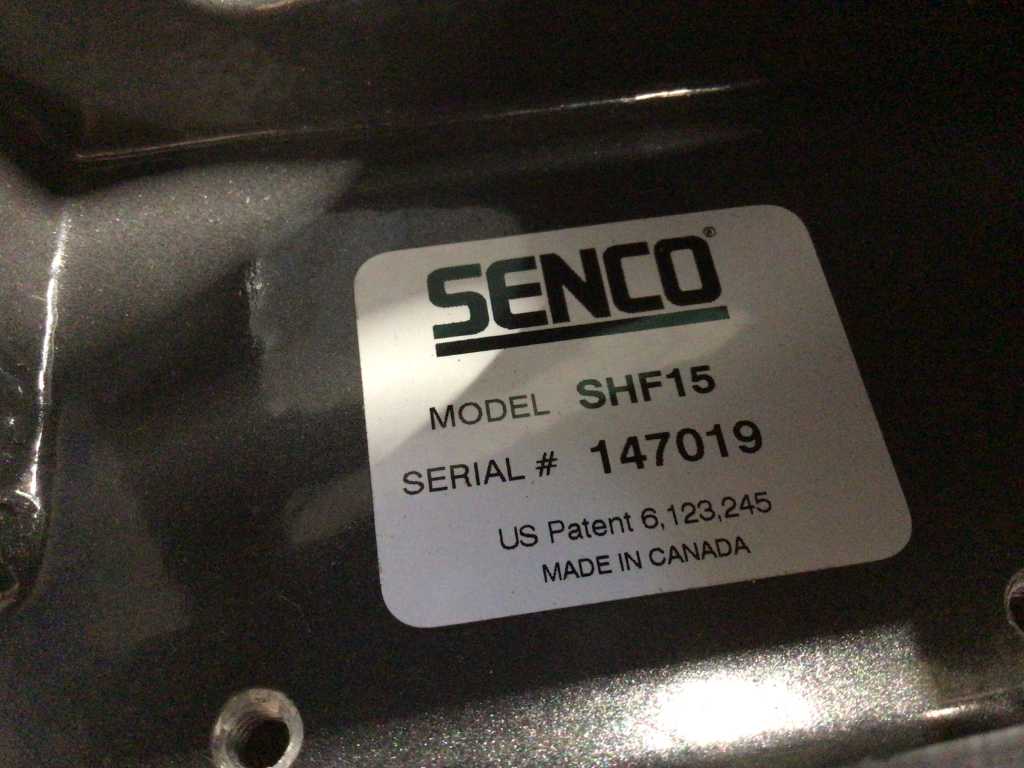 SENCO®
MODEL SHF15
SERIAL # 147019
US Patent 6,123,245
MADE IN CANADA